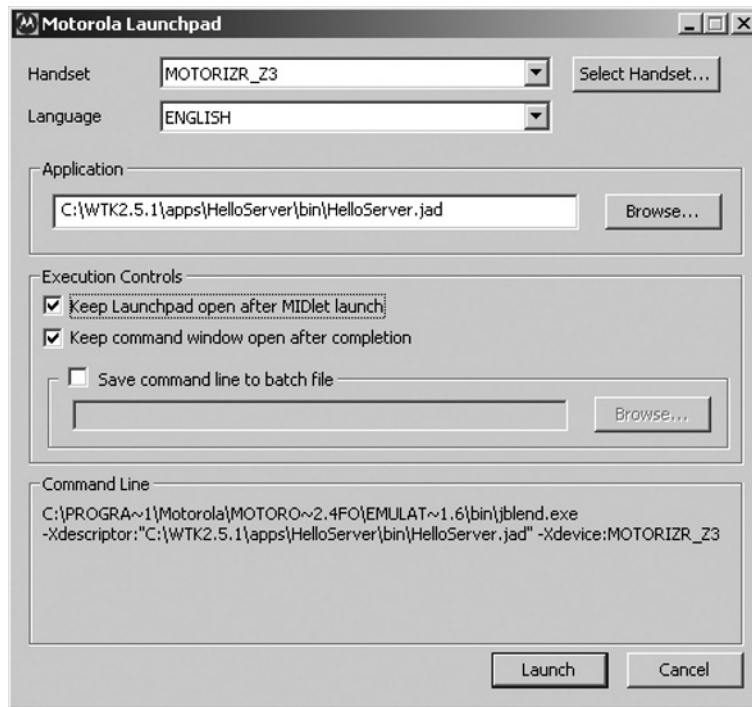 Motorola Launchpad
Handset MOTORIZR_Z3 Select Handset...
Language ENGLISH
Application
C:\WTK2.5.1\apps\HelloServer\bin\HelloServer.jad Browse...
Execution Controls
Keep Launchpad open after MIDlet launch
Keep command window open after completion
Save command line to batch file
Browse...
Command Line
C:\PROGRA~1\Motorola\MOTORO~2.4FO\EMULAT~1.6\bin\jblend.exe
-Xdescriptor:"C:\WTK2.5.1\apps\HelloServer\bin\HelloServer.jad" -Xdevice:MOTORIZR_Z3
Launch Cancel